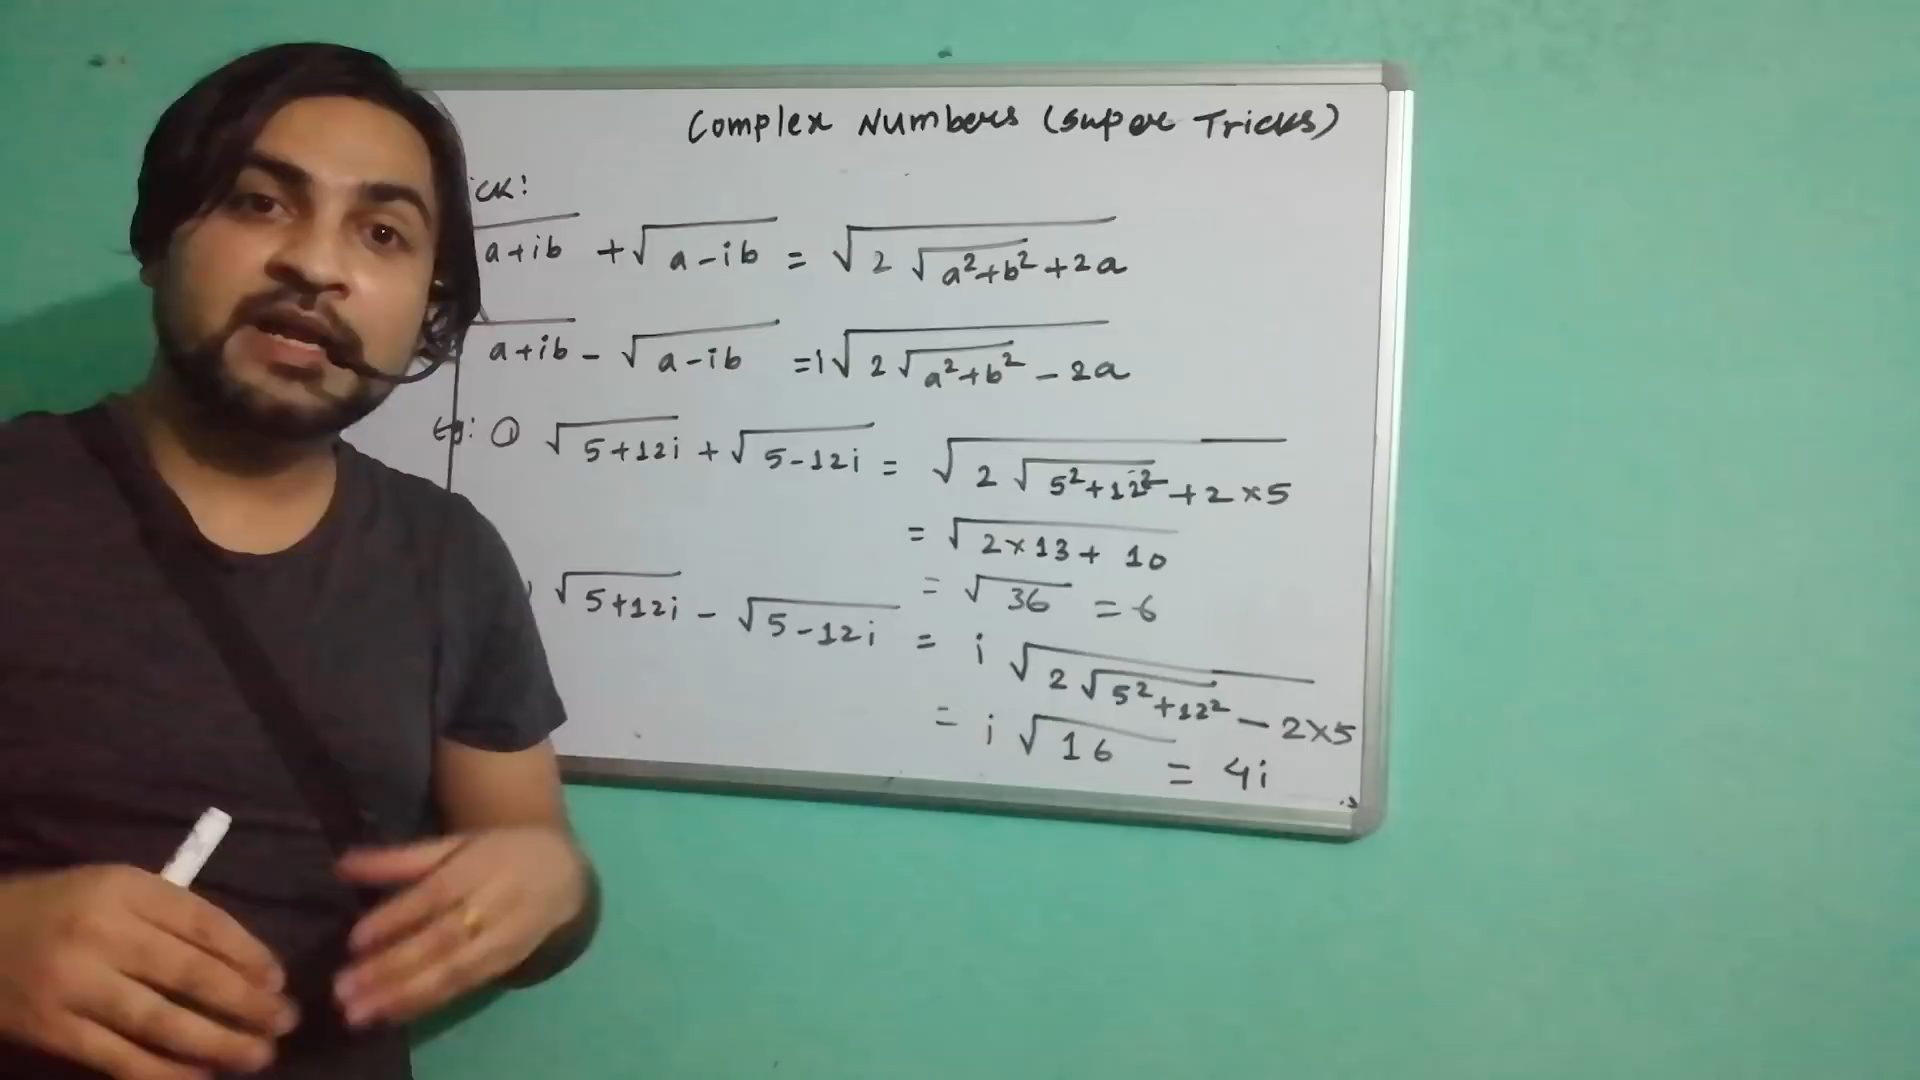 Complex Numbers (Super Tricks)
ick:
a+ib + √(a-ib) = √(2√(a²+b²)+2a)
a+ib - √(a-ib) = i√(2√(a²+b²)-2a)
Eg: ① √(5+12i) + √(5-12i) = √(2√(5²+12²)+2×5)
= √(2×13+10)
= √36 = 6
) √(5+12i) - √(5-12i) = i√(2√(5²+12²)-2×5)
= i√16 = 4i